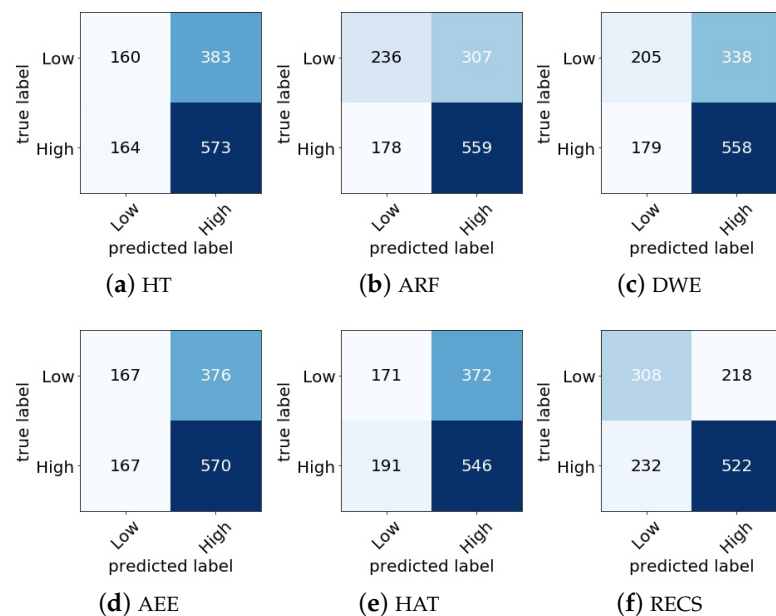 true label
Low
160
383
High
164
573
Low
High
predicted label
(a) HT
true label
Low
236
307
High
178
559
Low
High
predicted label
(b) ARF
true label
Low
205
338
High
179
558
Low
High
predicted label
(c) DWE
true label
Low
167
376
High
167
570
Low
High
predicted label
(d) AEE
true label
Low
171
372
High
191
546
Low
High
predicted label
(e) HAT
true label
Low
308
218
High
232
522
Low
High
predicted label
(f) RECS